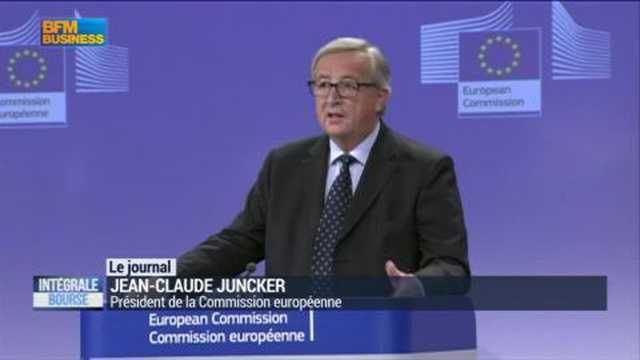 BFM
BUSINESS
Commission
européenne
European
Commission
Le journal
INTÉGRALE
BOURSE
JEAN-CLAUDE JUNCKER
Président de la Commission européenne
European Commission
Commission européenne